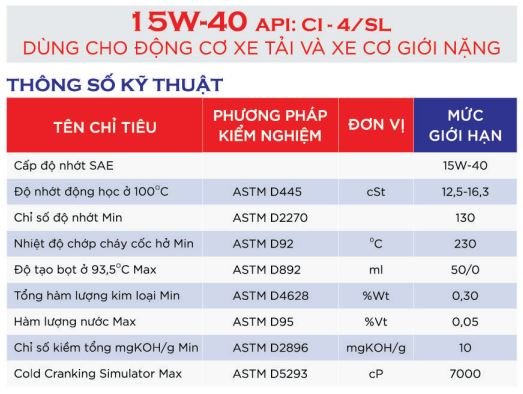 15W-40 API: CI - 4/SL
DÙNG CHO ĐỘNG CƠ XE TẢI VÀ XE CƠ GIỚI NẶNG
THÔNG SỐ KỸ THUẬT
TÊN CHỈ TIÊU PHƯƠNG PHÁP KIỂM NGHIỆM ĐƠN VỊ MỨC GIỚI HẠN
Cấp độ nhớt SAE 15W-40
Độ nhớt động học ở 100°C ASTM D445 cSt 12,5-16,3
Chỉ số độ nhớt Min ASTM D2270 130
Nhiệt độ chớp cháy cốc hở Min ASTM D92 °C 230
Độ tạo bọt ở 93,5°C Max ASTM D892 ml 50/0
Tổng hàm lượng kim loại Min ASTM D4628 %Wt 0,30
Hàm lượng nước Max ASTM D95 %Vt 0,05
Chỉ số kiềm tổng mgKOH/g Min ASTM D2896 mgKOH/g 10
Cold Cranking Simulator Max ASTM D5293 cP 7000